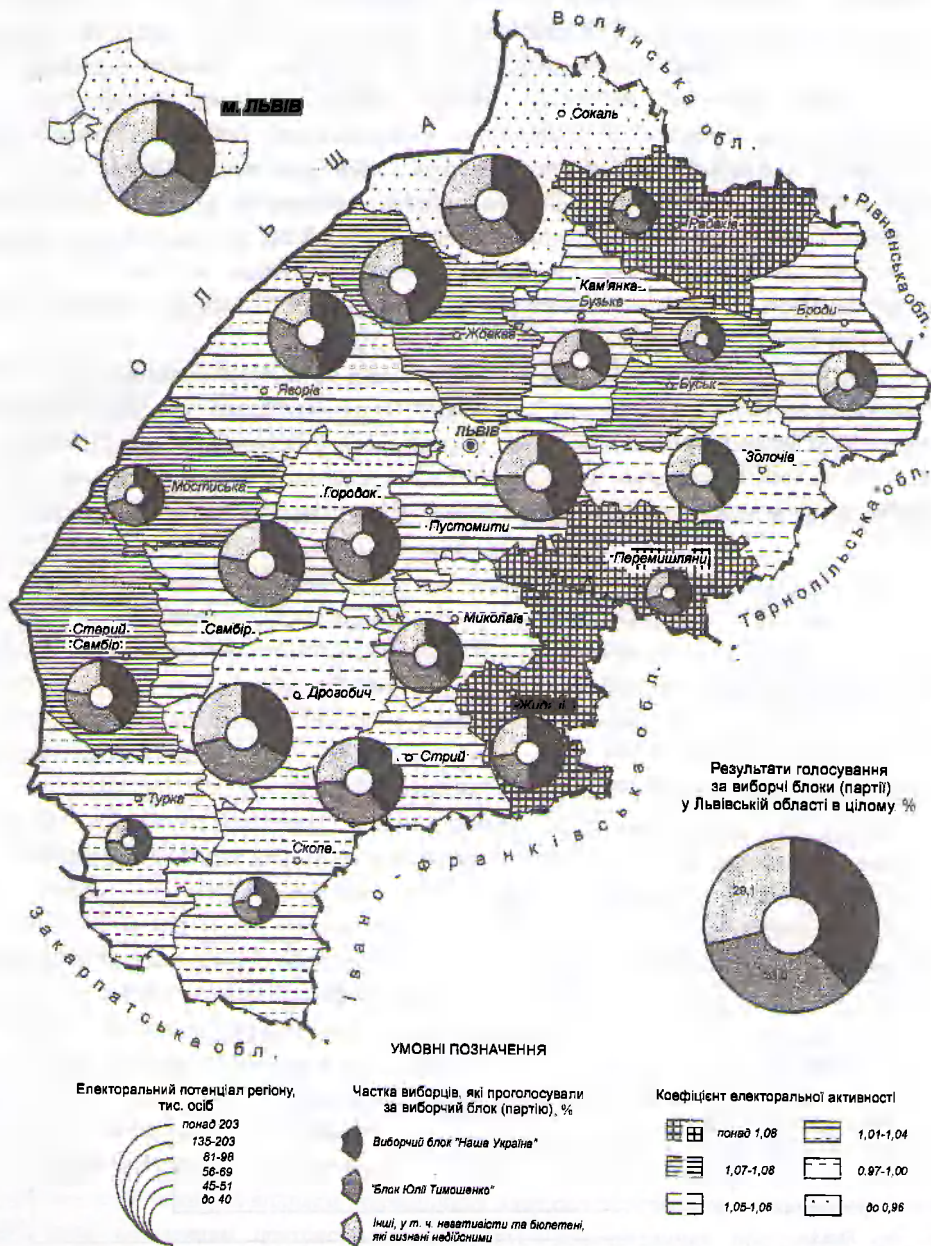 Волинська обл.
м. ЛЬВІВ
Сокаль
ПОЛЬЩА
Радехів
Рівненська обл.
Кам'янка-
Бузька
Броди
Жовква
Буськ
Яворів
ЛЬВІВ
Золочів
Мостиська
Городок
Пустомити
Перемишляни
Тернопільська обл.
Старий
Самбір
Самбір
Миколаїв
Дрогобич
Стрий
Турка
Сколе
Івано-Франківська обл.
Закарпатська обл.
Результати голосування
за виборчі блоки (партії)
у Львівській області в цілому, %
УМОВНІ ПОЗНАЧЕННЯ
Електоральний потенціал регіону,
тис. осіб
понад 203
135-203
81-98
56-69
45-51
до 40
Частка виборців, які проголосували
за виборчий блок (партію), %
Виборчий блок "Наша Україна"
"Блок Юлії Тимошенко"
Інші, у т. ч. негативісти та бюлетені,
які визнані недійсними
Коефіцієнт електоральної активності
понад 1,08
1,07-1,08
1,05-1,06
1,01-1,04
0.97-1,00
до 0,96